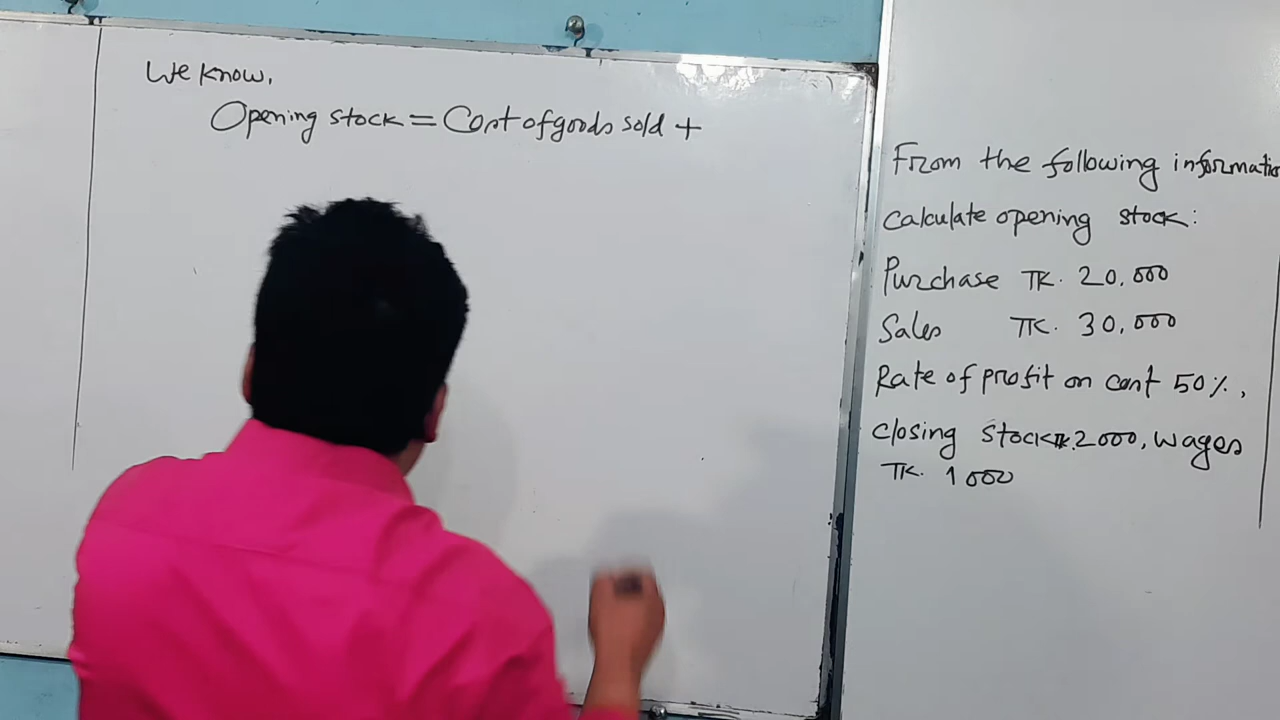 We know,
Opening stock = Cost of goods sold +
From the following information
calculate opening stock:
Purchase TK. 20,000
Sales TK. 30,000
Rate of profit on cost 50%,
closing stock TK. 2000, wages
TK. 1000